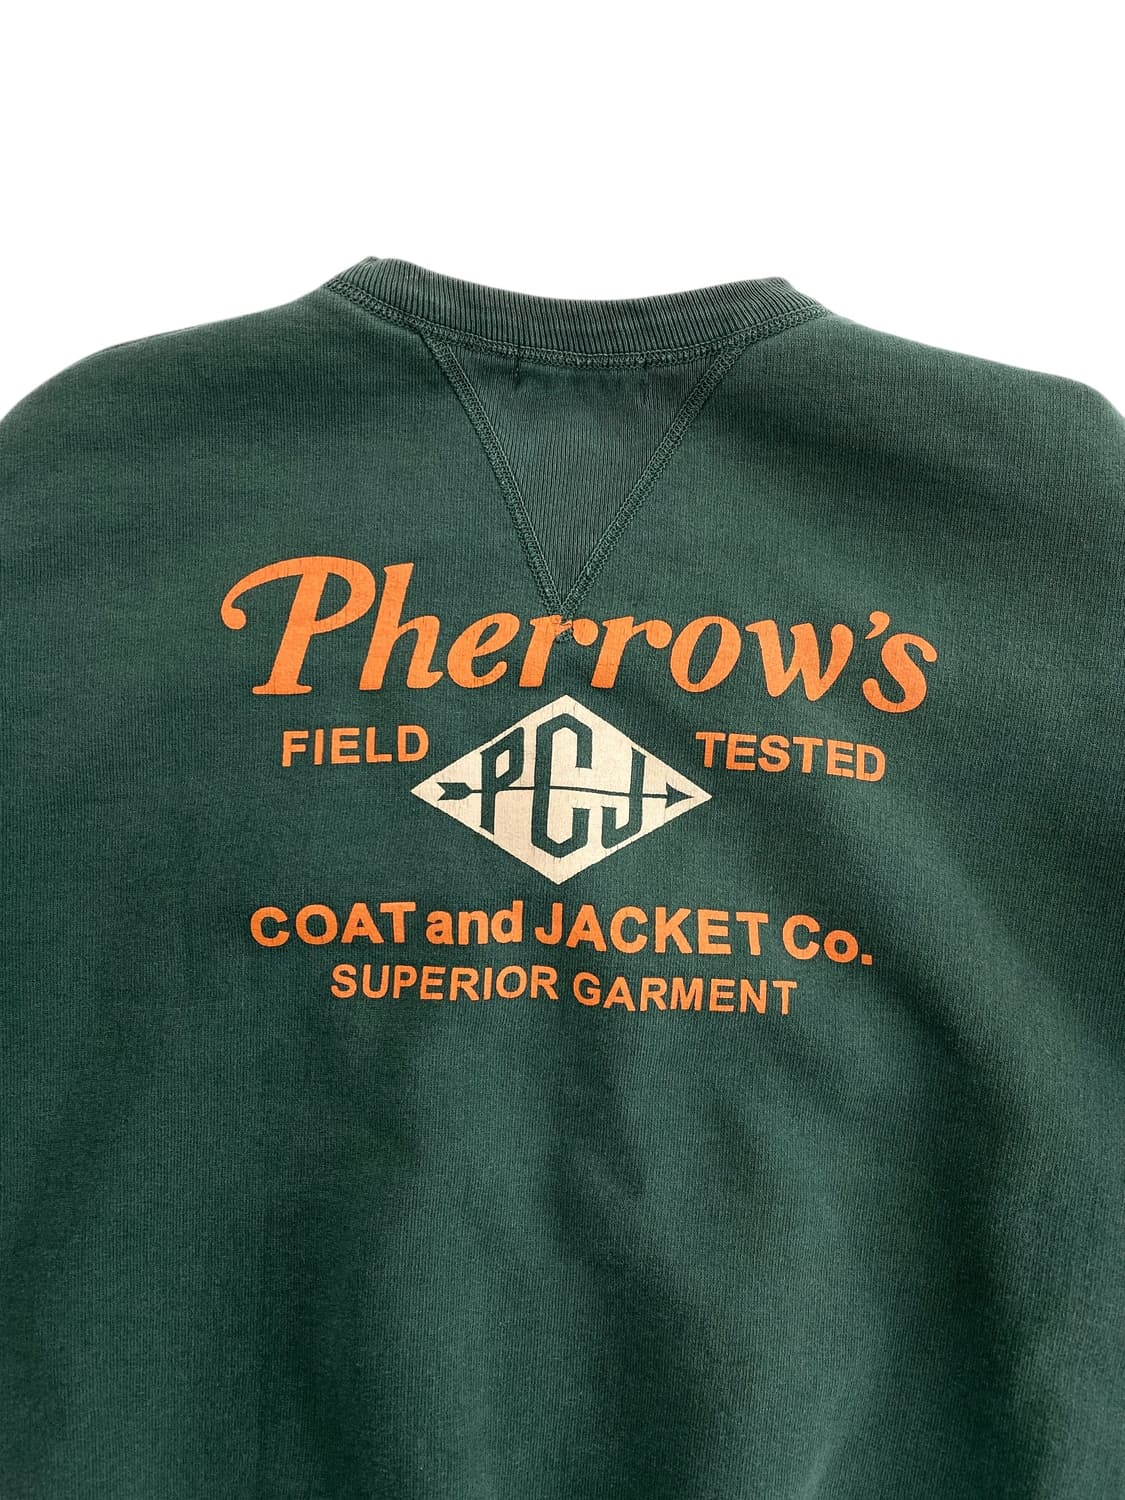 Pherrow's
FIELD PCJ TESTED
COAT and JACKET Co.
SUPERIOR GARMENT